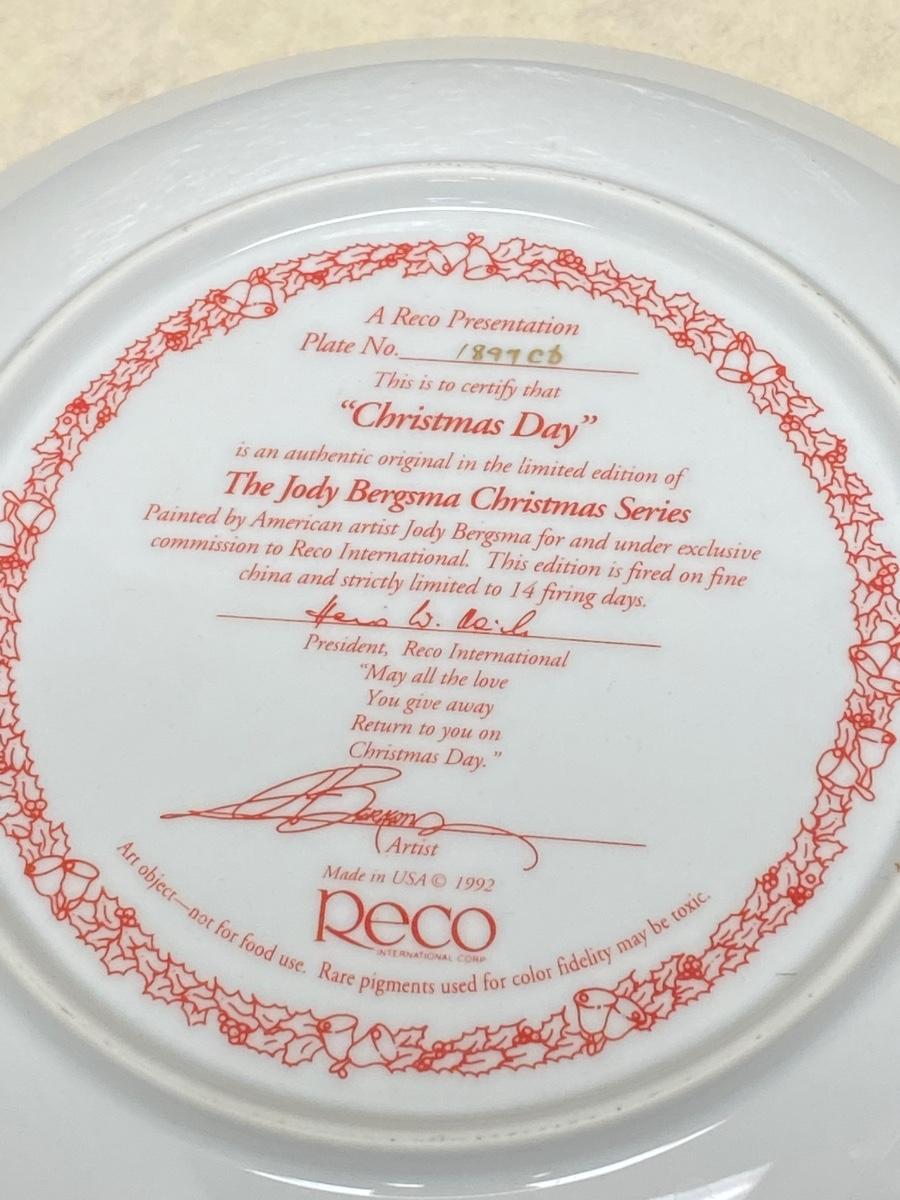 A Reco Presentation
Plate No. 1897CD
This is to certify that
“Christmas Day”
is an authentic original in the limited edition of
The Jody Bergsma Christmas Series
Painted by American artist Jody Bergsma for and under exclusive
commission to Reco International. This edition is fired on fine
china and strictly limited to 14 firing days.
President, Reco International
“May all the love
You give away
Return to you on
Christmas Day.”
Artist
Made in USA © 1992
Reco
INTERNATIONAL CORP.
Art object—not for food use. Rare pigments used for color fidelity may be toxic.